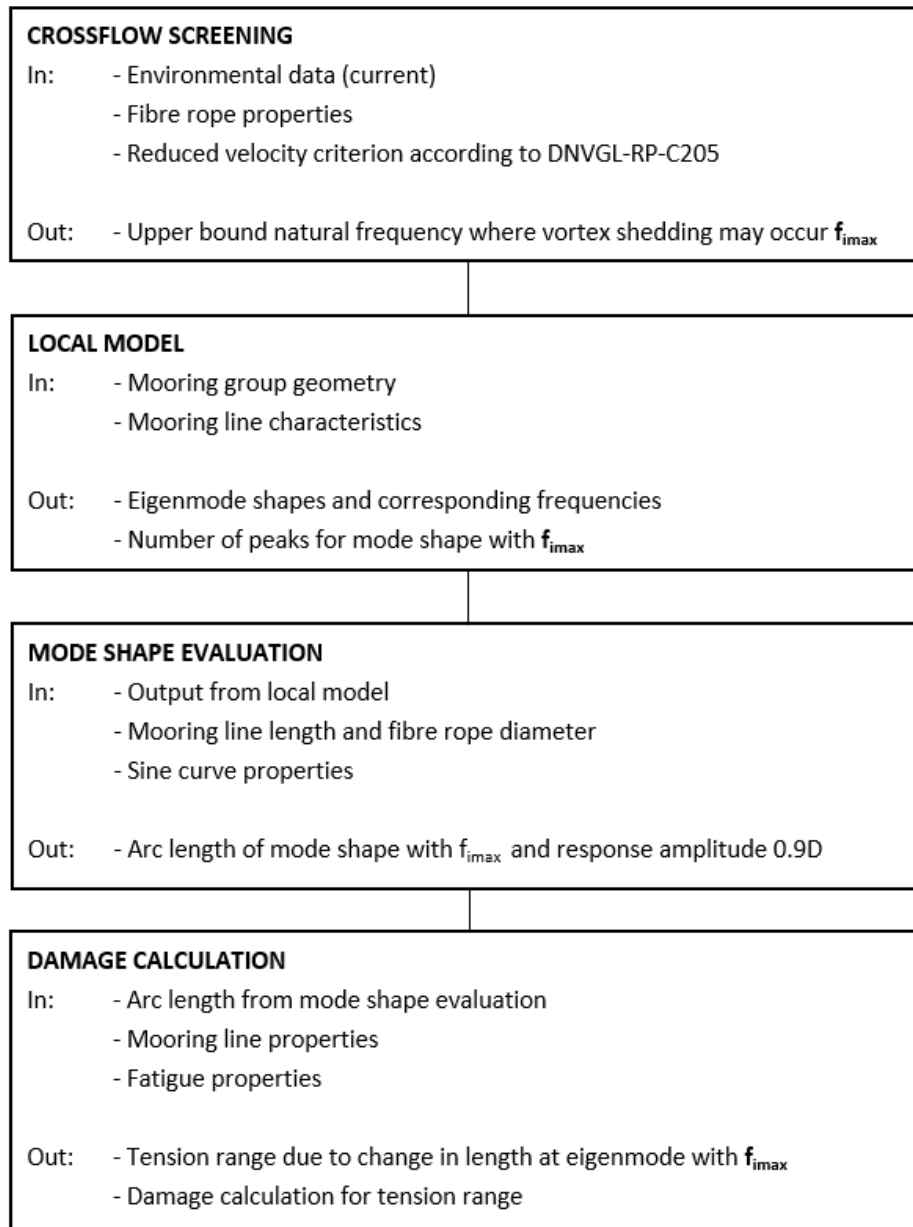 CROSSFLOW SCREENING
In: - Environmental data (current)
- Fibre rope properties
- Reduced velocity criterion according to DNVGL-RP-C205
Out: - Upper bound natural frequency where vortex shedding may occur fimax
LOCAL MODEL
In: - Mooring group geometry
- Mooring line characteristics
Out: - Eigenmode shapes and corresponding frequencies
- Number of peaks for mode shape with fimax
MODE SHAPE EVALUATION
In: - Output from local model
- Mooring line length and fibre rope diameter
- Sine curve properties
Out: - Arc length of mode shape with fimax and response amplitude 0.9D
DAMAGE CALCULATION
In: - Arc length from mode shape evaluation
- Mooring line properties
- Fatigue properties
Out: - Tension range due to change in length at eigenmode with fimax
- Damage calculation for tension range